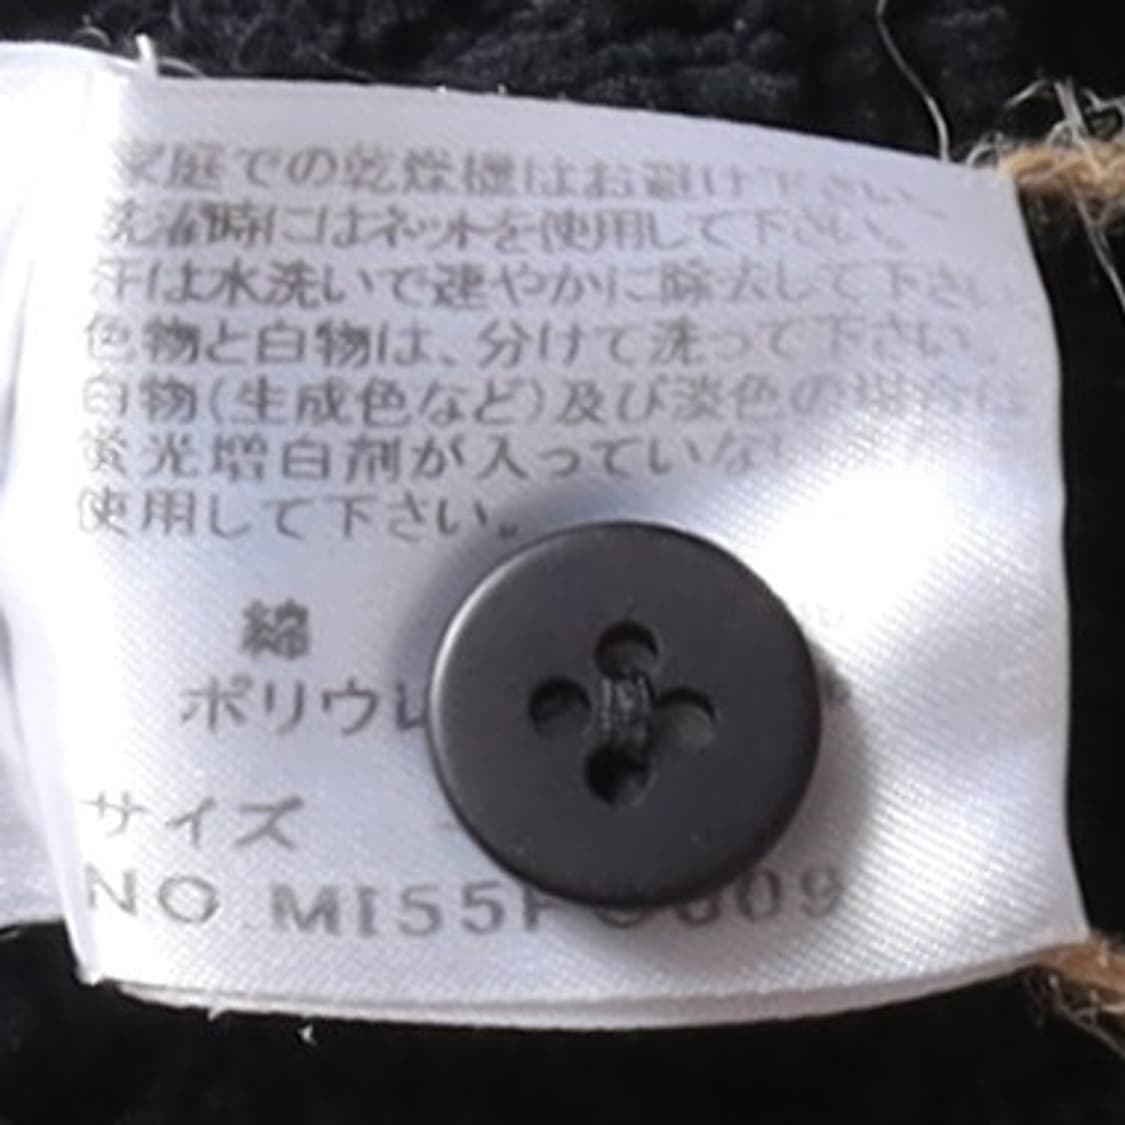 家庭での乾燥機はお避け下さい。
洗濯時にはネットを使用して下さい。
汗は水洗いで速やかに除去して下さい
色物と白物は、分けて洗って下さい。
白物(生成色など)及び淡色の場合は
蛍光増白剤が入っていない
使用して下さい。
綿
ポリウレ
サイズ
NO.MI55